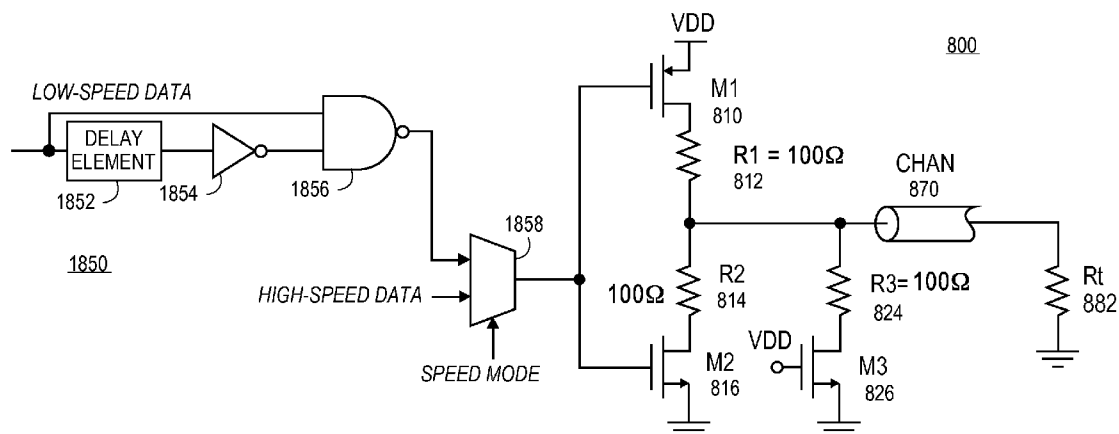 VDD
800
LOW-SPEED DATA
M1
810
DELAY
ELEMENT
1852
1854
1856
R1 = 100Ω
812
CHAN
870
1858
1850
HIGH-SPEED DATA
100Ω
R2
814
R3= 100Ω
824
Rt
882
SPEED MODE
M2
816
VDD
M3
826